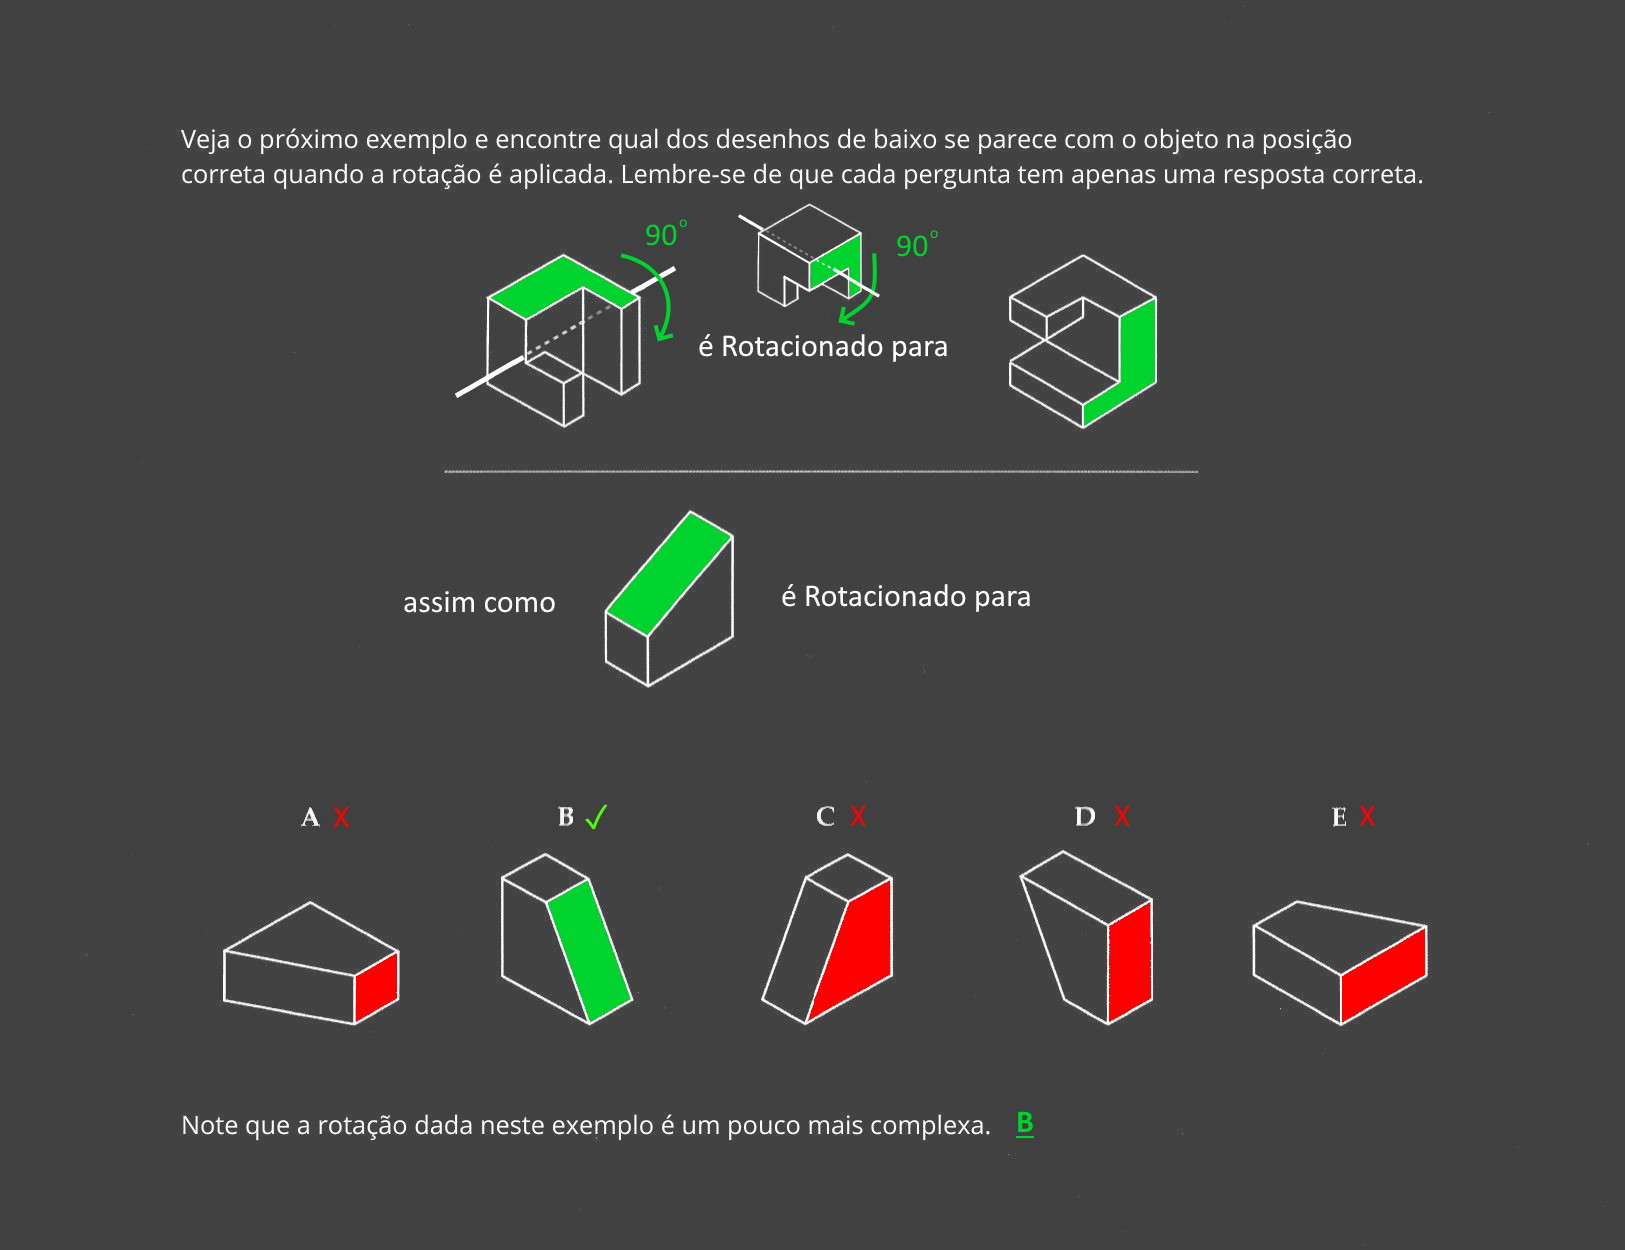 Veja o próximo exemplo e encontre qual dos desenhos de baixo se parece com o objeto na posição
correta quando a rotação é aplicada. Lembre-se de que cada pergunta tem apenas uma resposta correta.
90° 90°
é Rotacionado para
assim como é Rotacionado para
A X B ✓ C X D X E X
Note que a rotação dada neste exemplo é um pouco mais complexa. B